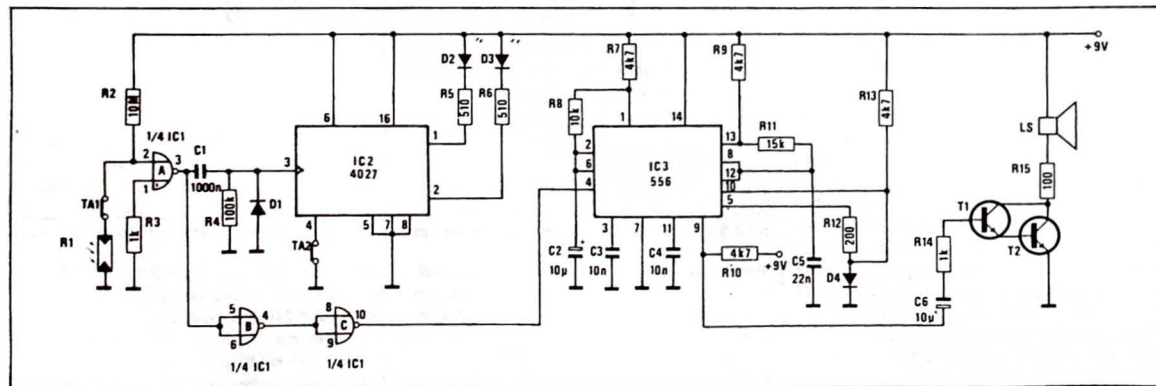 +9V
R2
10M
1/4 IC1
2
A
3
1
C1
1000n
TA1
R3
1k
R1
R4
100k
D1
3
6
16
IC2
4027
1
2
4
5
7
8
TA2
D2
D3
R5
510
R6
510
5
B
4
6
1/4 IC1
8
C
10
9
1/4 IC1
R7
4k7
R8
10k
1
14
2
6
4
IC3
556
13
8
12
10
5
3
7
11
9
C2
10µ
C3
10n
C4
10n
R9
4k7
R11
15k
R10
4k7
+9V
R12
200
D4
C5
22n
R13
4k7
LS
R15
100
T1
T2
R14
1k
C6
10µ